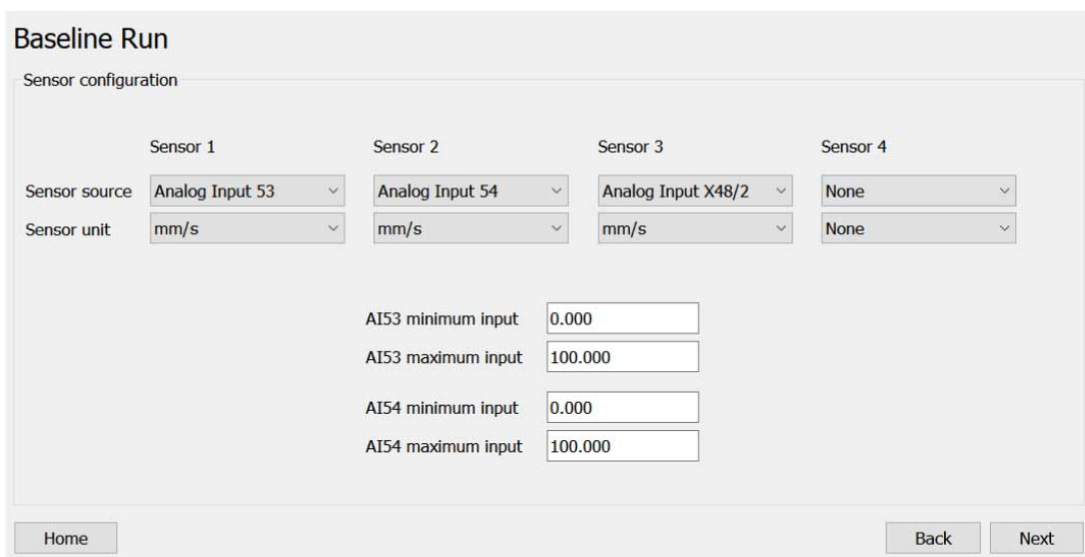 Baseline Run
Sensor configuration
Sensor 1 Sensor 2 Sensor 3 Sensor 4
Sensor source Analog Input 53 Analog Input 54 Analog Input X48/2 None
Sensor unit mm/s mm/s mm/s None
AI53 minimum input 0.000
AI53 maximum input 100.000
AI54 minimum input 0.000
AI54 maximum input 100.000
Home Back Next